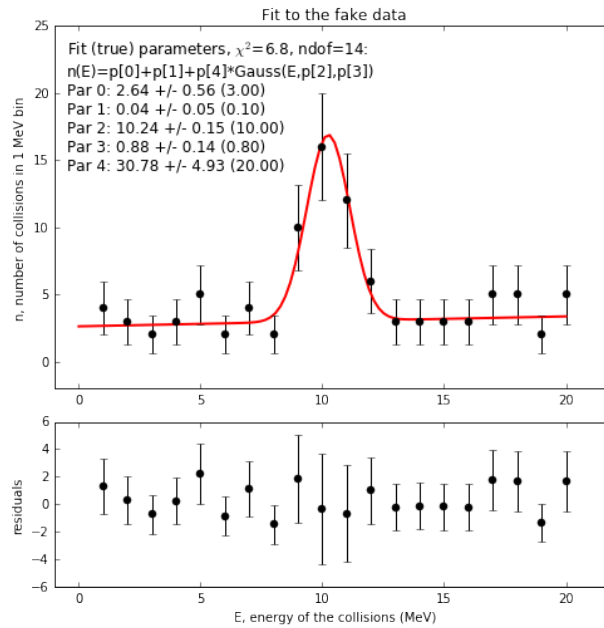 Fit to the fake data
Fit (true) parameters, χ²=6.8, ndof=14:
n(E)=p[0]+p[1]+p[4]*Gauss(E,p[2],p[3])
Par 0: 2.64 +/- 0.56 (3.00)
Par 1: 0.04 +/- 0.05 (0.10)
Par 2: 10.24 +/- 0.15 (10.00)
Par 3: 0.88 +/- 0.14 (0.80)
Par 4: 30.78 +/- 4.93 (20.00)
n, number of collisions in 1 MeV bin
25
20
15
10
5
0
0 5 10 15 20
residuals
6
4
2
0
−2
−4
−6
0 5 10 15 20
E, energy of the collisions (MeV)